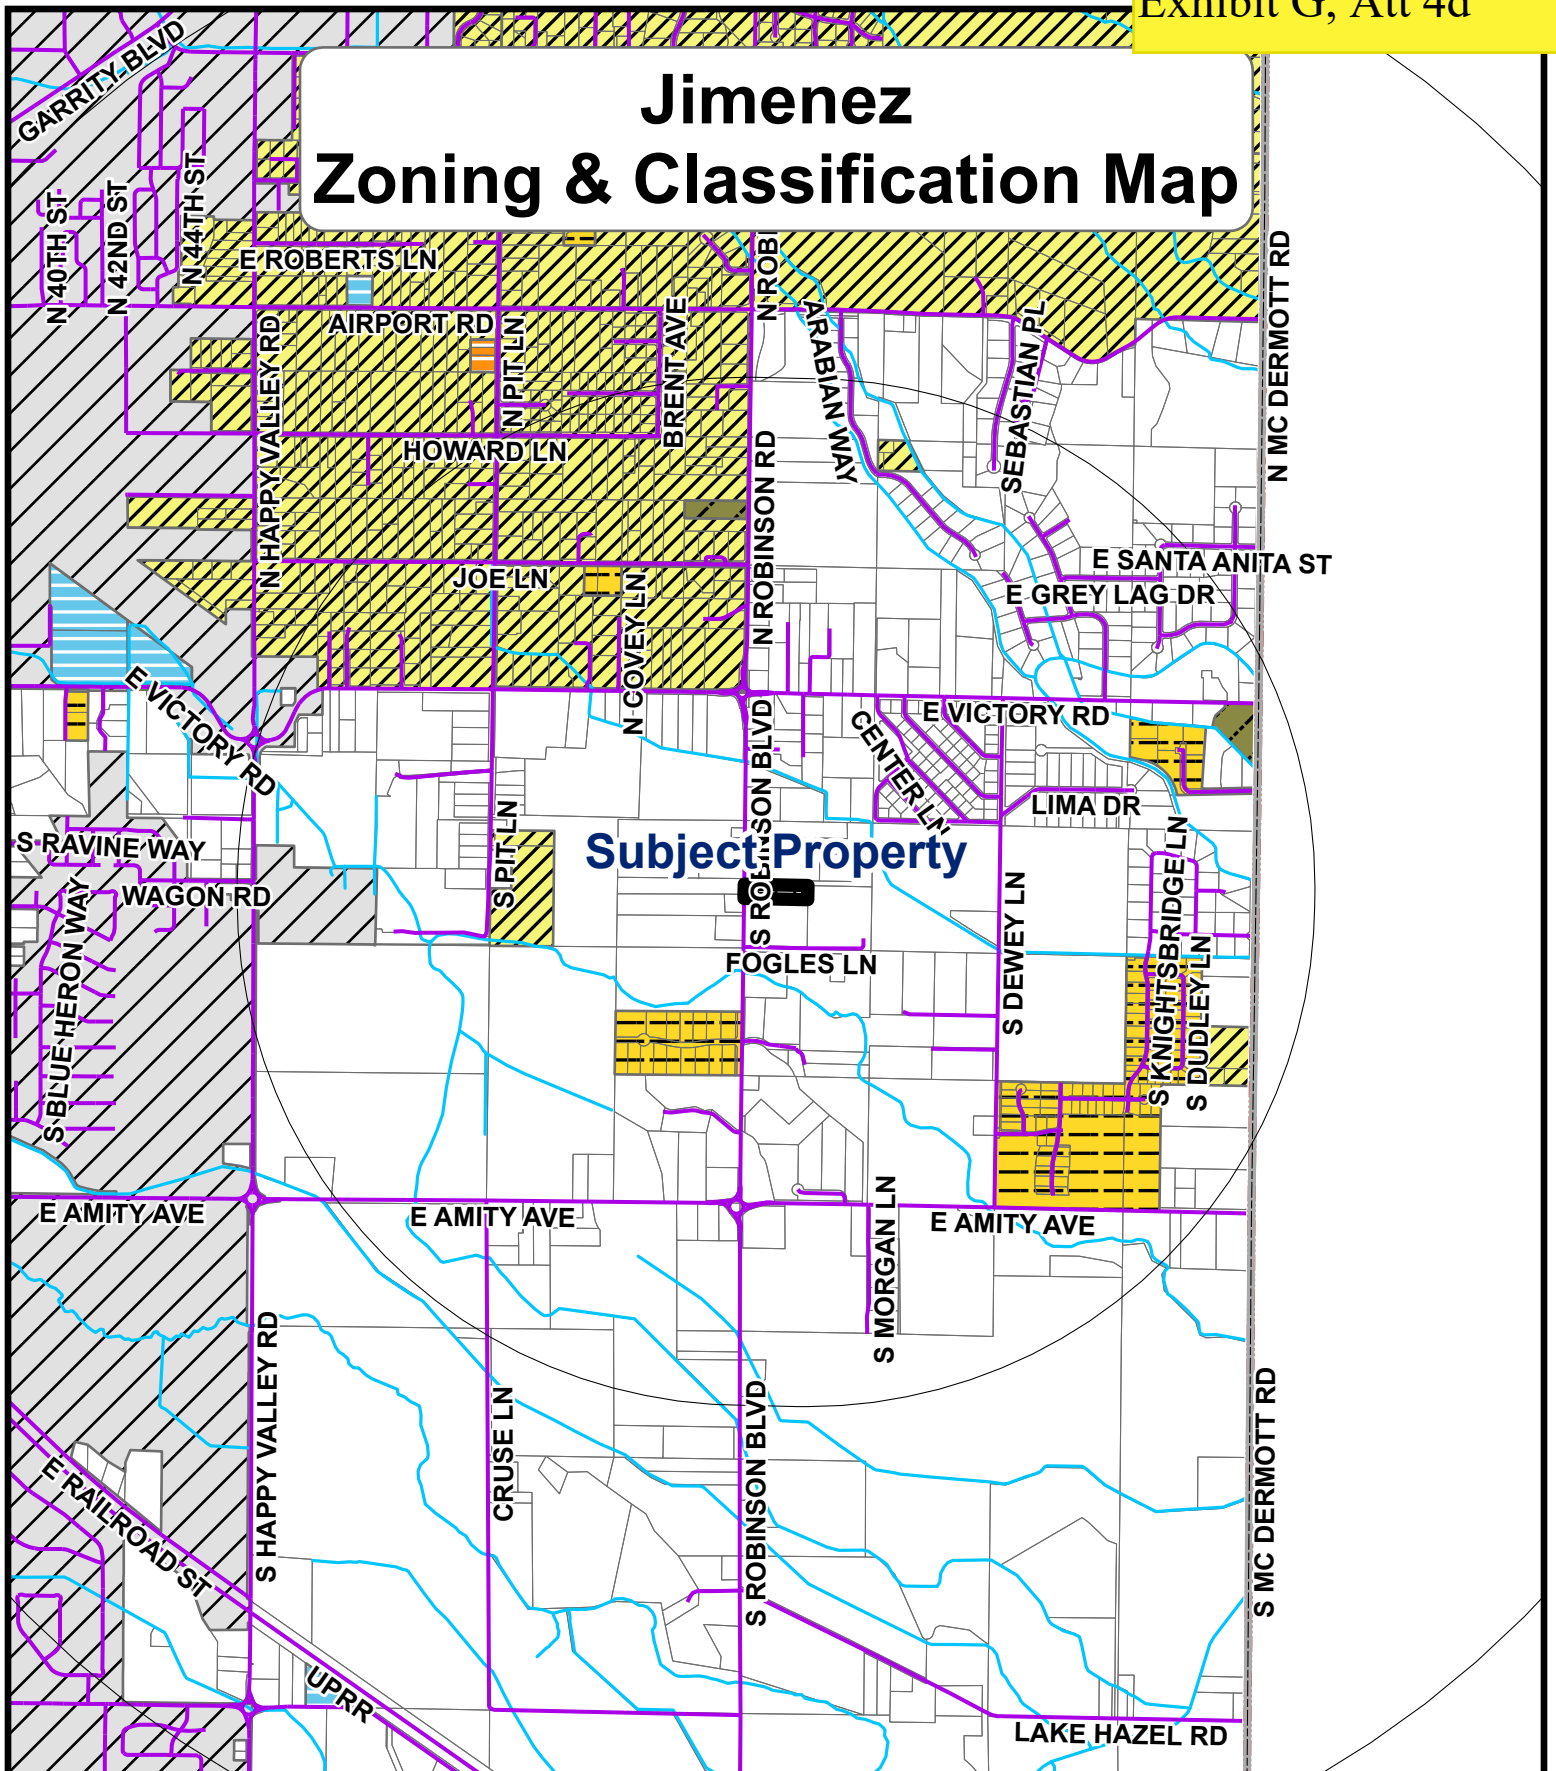 Exhibit G, Att 4d
Jimenez
Zoning & Classification Map
GARRITY BLVD
N 40TH ST
N 42ND ST
N 44TH ST
E ROBERTS LN
AIRPORT RD
N HAPPY VALLEY RD
N PIT LN
BRENT AVE
HOWARD LN
JOE LN
N COVEY LN
N ROBI
N ROBINSON RD
ARABIAN WAY
SEBASTIAN PL
N MC DERMOTT RD
E SANTA ANITA ST
E GREY LAG DR
E VICTORY RD
E VICTORY RD
CENTER LN
LIMA DR
S RAVINE WAY
WAGON RD
S BLUE HERON WAY
S PIT LN
Subject Property
S ROBINSON BLVD
FOGLES LN
S DEWEY LN
S KNIGHTSBRIDGE LN
S DUDLEY LN
E AMITY AVE
E AMITY AVE
E AMITY AVE
S MORGAN LN
S HAPPY VALLEY RD
CRUSE LN
S ROBINSON BLVD
S MC DERMOTT RD
E RAILROAD ST
UPRR
LAKE HAZEL RD